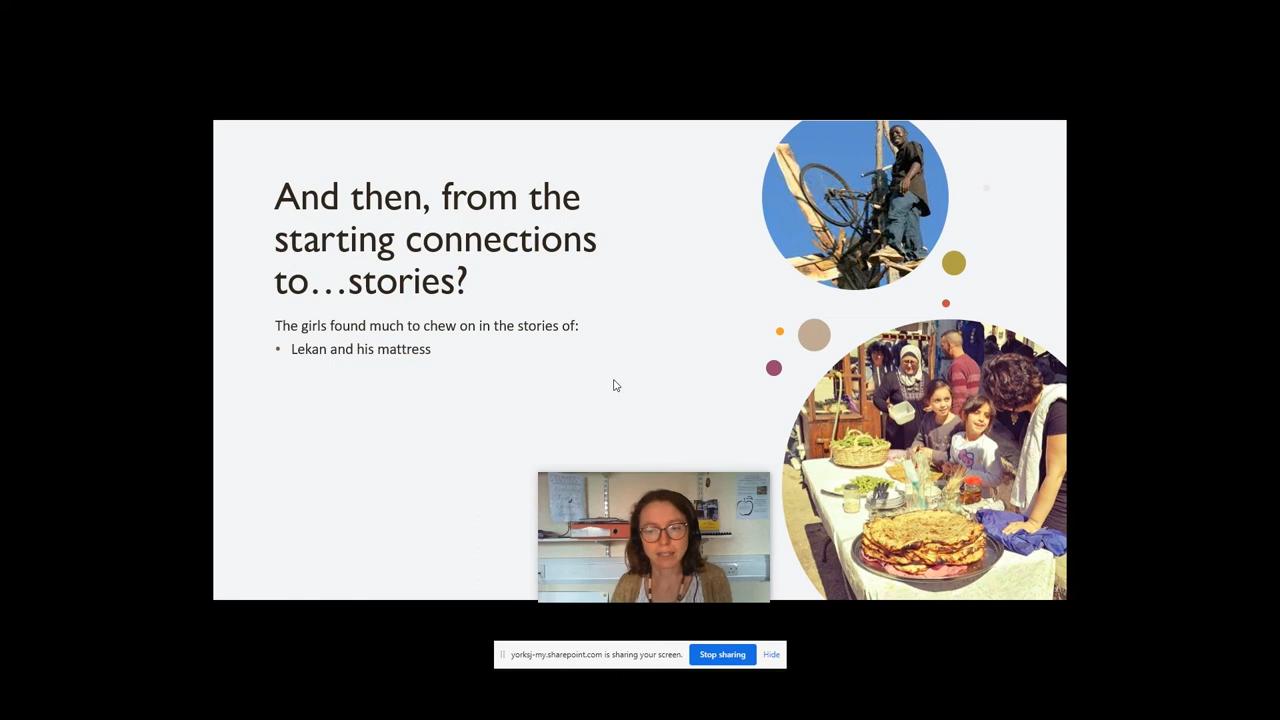 And then, from the
starting connections
to…stories?
The girls found much to chew on in the stories of:
• Lekan and his mattress
yorksj-my.sharepoint.com is sharing your screen.
Stop sharing
Hide